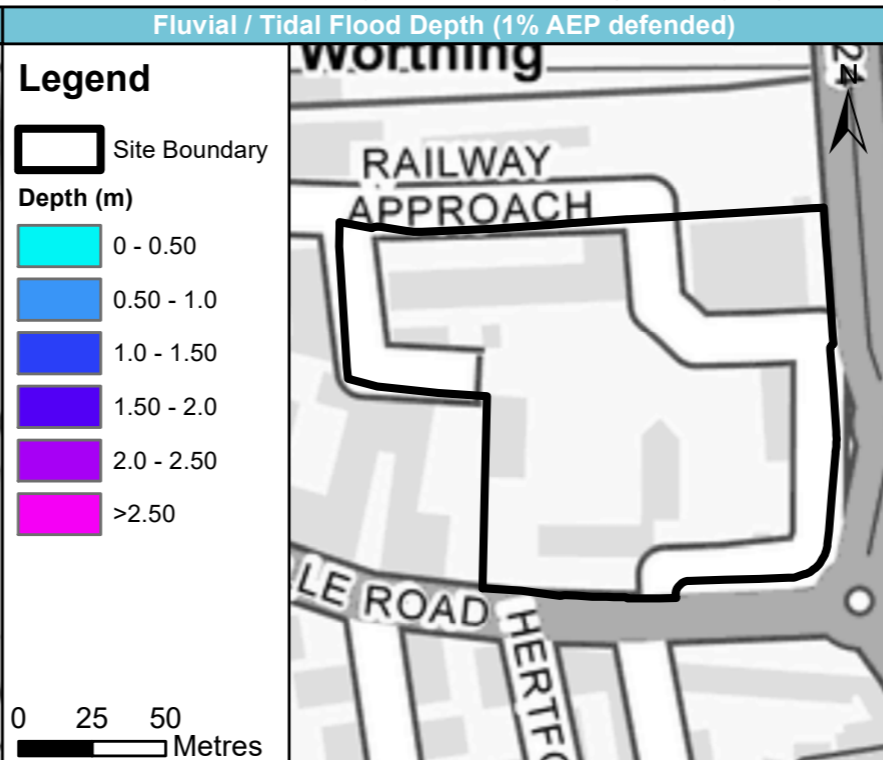 Fluvial / Tidal Flood Depth (1% AEP defended)
Legend
Site Boundary
Depth (m)
0 - 0.50
0.50 - 1.0
1.0 - 1.50
1.50 - 2.0
2.0 - 2.50
>2.50
0 25 50
Metres
Worthing
24
N
RAILWAY
APPROACH
LE ROAD
HERTFO